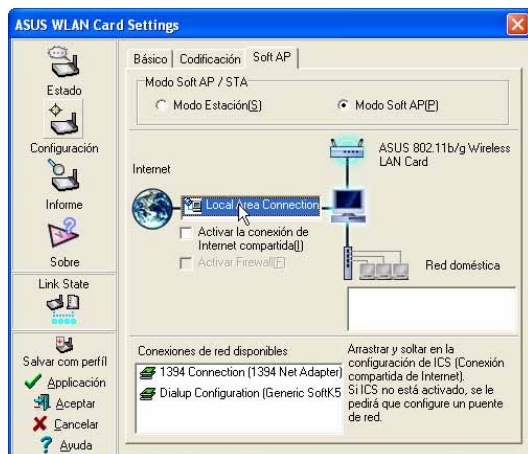 ASUS WLAN Card Settings
Estado
Configuración
Informe
Sobre
Link State
Salvar com perfíl
Applicación
Aceptar
Cancelar
Ayuda
Básico
Codificación
Soft AP
Modo Soft AP / STA
Modo Estación(S)
Modo Soft AP(P)
ASUS 802.11b/g Wireless
LAN Card
Internet
Local Area Connection
Activar la conexión de
Internet compartida(I)
Activar Firewall(F)
Red doméstica
Conexiones de red disponibles
1394 Connection (1394 Net Adapter)
Dialup Configuration (Generic SoftK5
Arrastrar y soltar en la
configuración de ICS (Conexión
compartida de Internet).
Si ICS no está activado, se le
pedirá que configure un puente
de red.